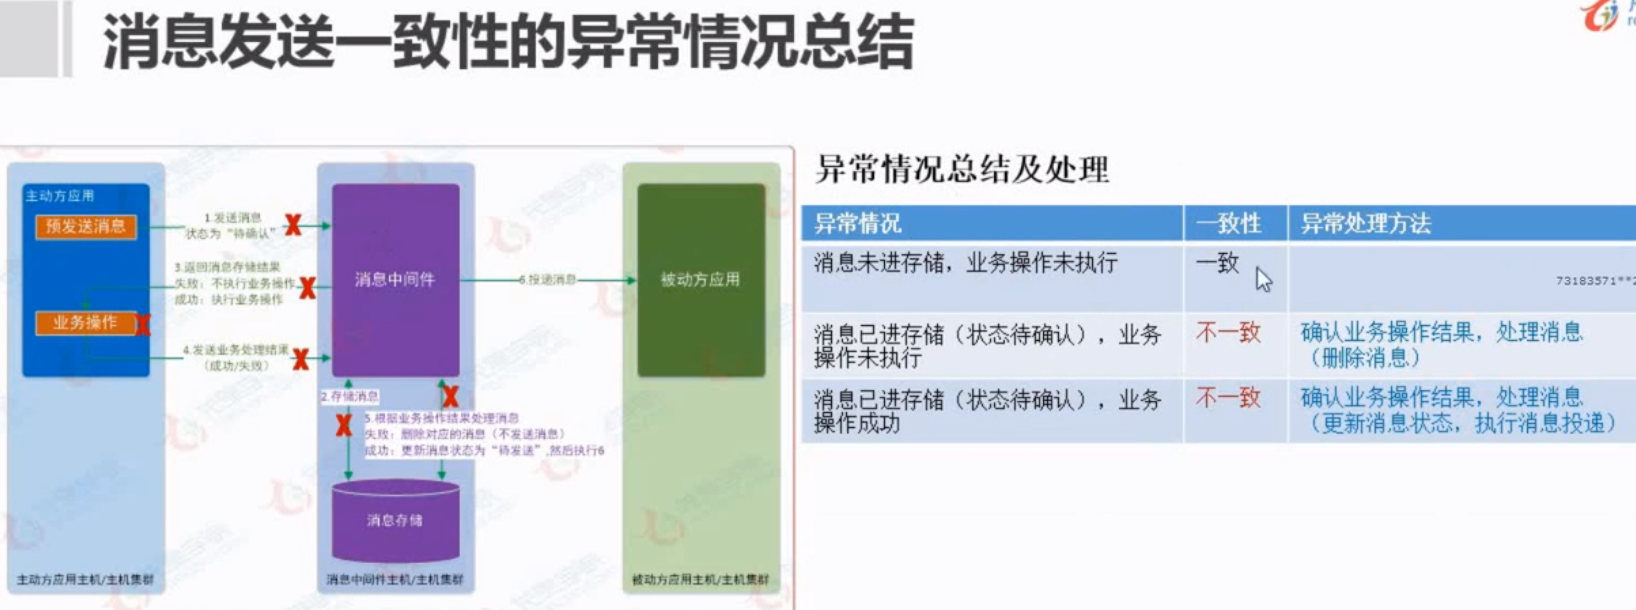 消息发送一致性的异常情况总结
主动方应用
预发送消息
业务操作
主动方应用主机/主机集群
1.发送消息
状态为“待确认”
3.返回消息存储结果
失败：不执行业务操作
成功：执行业务操作
4.发送业务处理结果
（成功/失败）
消息中间件
2.存储消息
5.根据业务操作结果处理消息
失败：删除对应的消息（不发送消息）
成功：更新消息状态为“待发送”,然后执行6
消息存储
消息中间件主机/主机集群
6.投递消息
被动方应用
被动方应用主机/主机集群
异常情况总结及处理
异常情况 一致性 异常处理方法
消息未进存储，业务操作未执行 一致
73183571**2
消息已进存储（状态待确认），业务 不一致 确认业务操作结果，处理消息
操作未执行 （删除消息）
消息已进存储（状态待确认），业务 不一致 确认业务操作结果，处理消息
操作成功 （更新消息状态，执行消息投递）